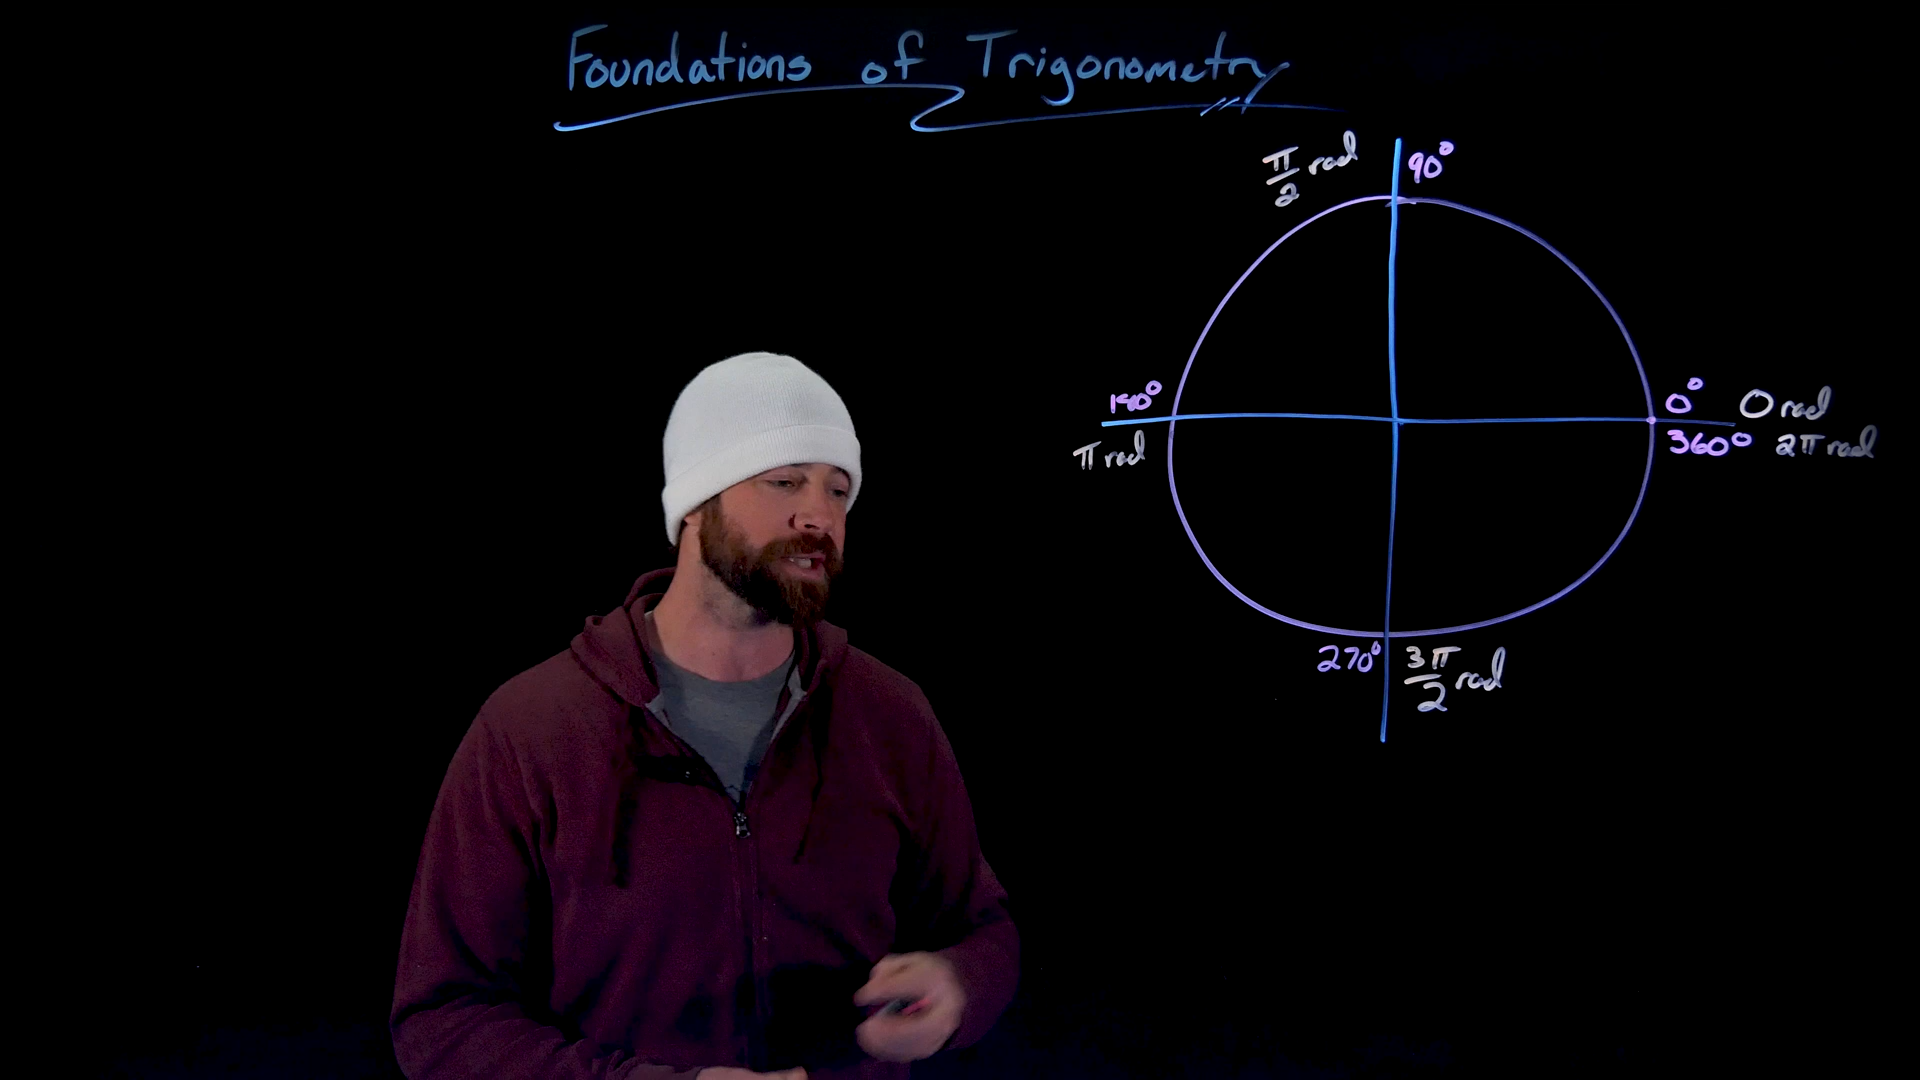 Foundations of Trigonometry
π/2 rad 90°
180° 0° 0 rad
π rad 360° 2π rad
270° 3π/2 rad